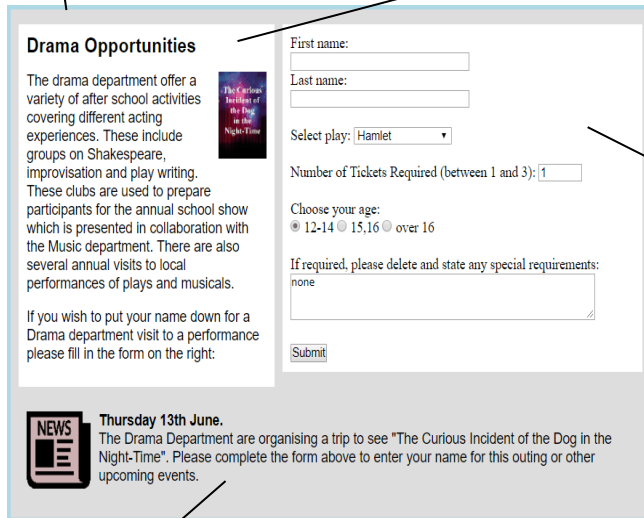 Drama Opportunities
The drama department offer a
variety of after school activities
covering different acting
experiences. These include
groups on Shakespeare,
improvisation and play writing.
These clubs are used to prepare
participants for the annual school show
which is presented in collaboration with
the Music department. There are also
several annual visits to local
performances of plays and musicals.
If you wish to put your name down for a
Drama department visit to a performance
please fill in the form on the right:
The Curious
Incident of
the Dog
in the
Night-Time
First name:
Last name:
Select play: Hamlet
Number of Tickets Required (between 1 and 3): 1
Choose your age:
12-14 15,16 over 16
If required, please delete and state any special requirements:
none
Submit
NEWS
Thursday 13th June.
The Drama Department are organising a trip to see "The Curious Incident of the Dog in the
Night-Time". Please complete the form above to enter your name for this outing or other
upcoming events.